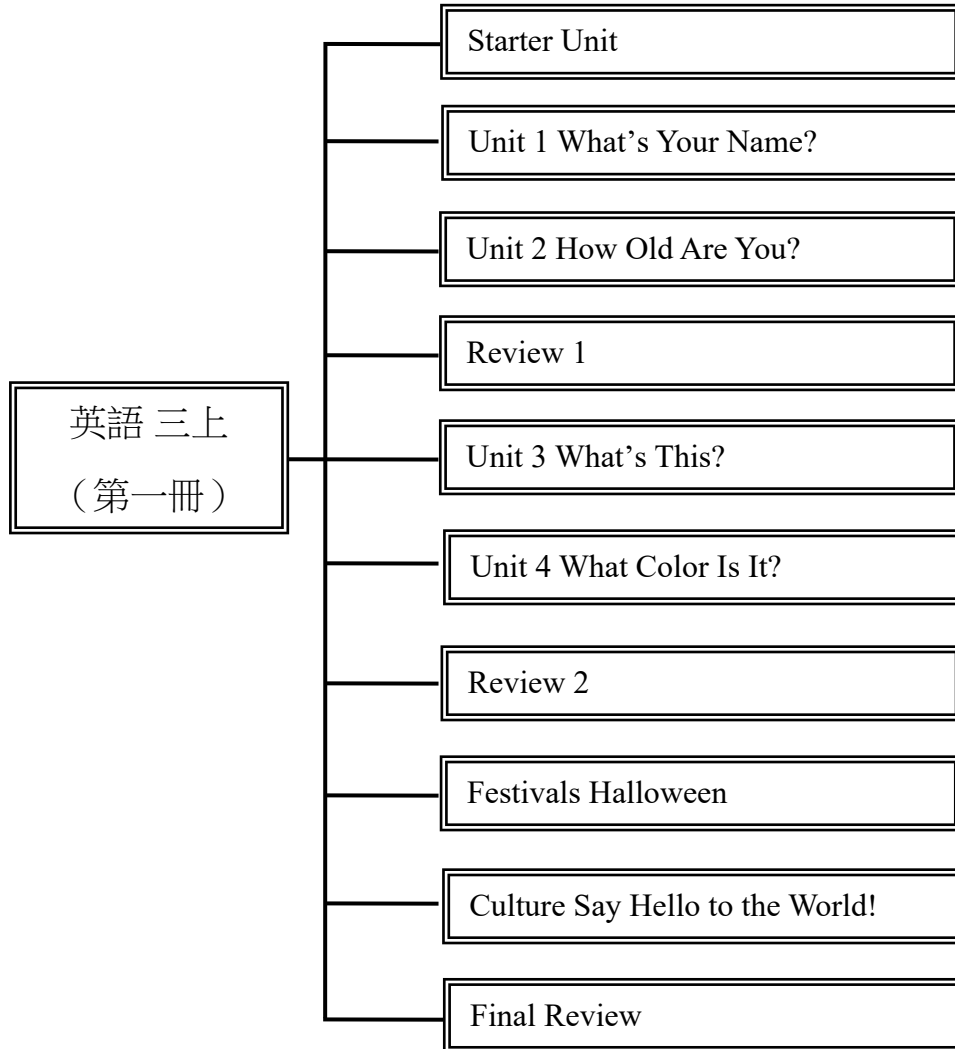 英語 三上
（第一冊）
Starter Unit
Unit 1 What’s Your Name?
Unit 2 How Old Are You?
Review 1
Unit 3 What’s This?
Unit 4 What Color Is It?
Review 2
Festivals Halloween
Culture Say Hello to the World!
Final Review